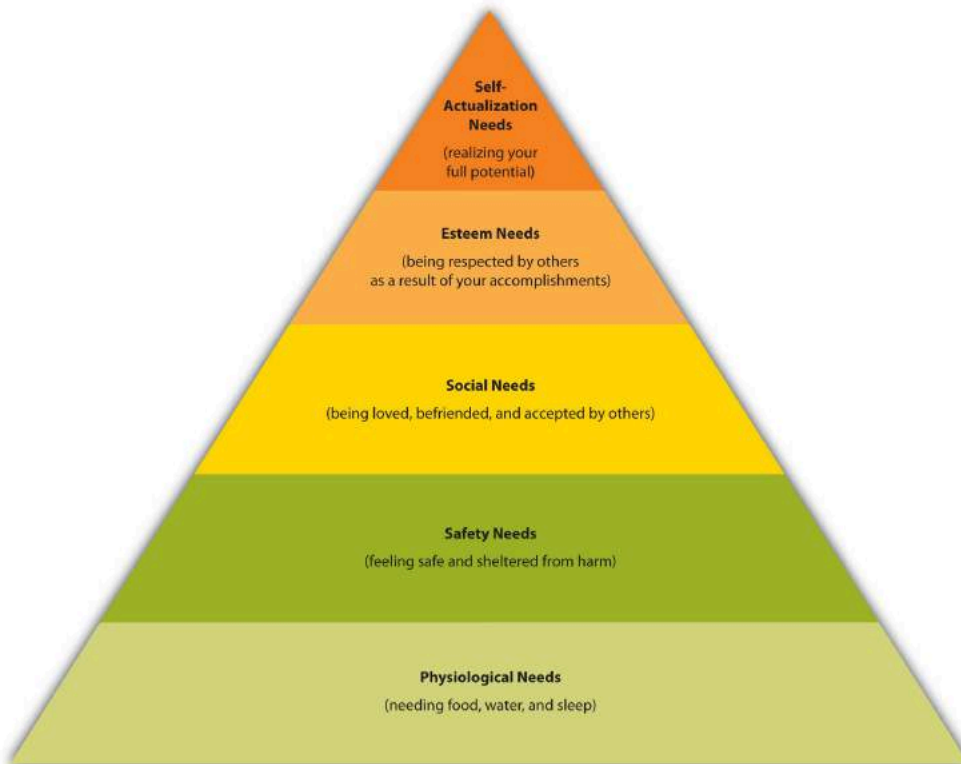 Self-
Actualization
Needs
(realizing your
full potential)
Esteem Needs
(being respected by others
as a result of your accomplishments)
Social Needs
(being loved, befriended, and accepted by others)
Safety Needs
(feeling safe and sheltered from harm)
Physiological Needs
(needing food, water, and sleep)